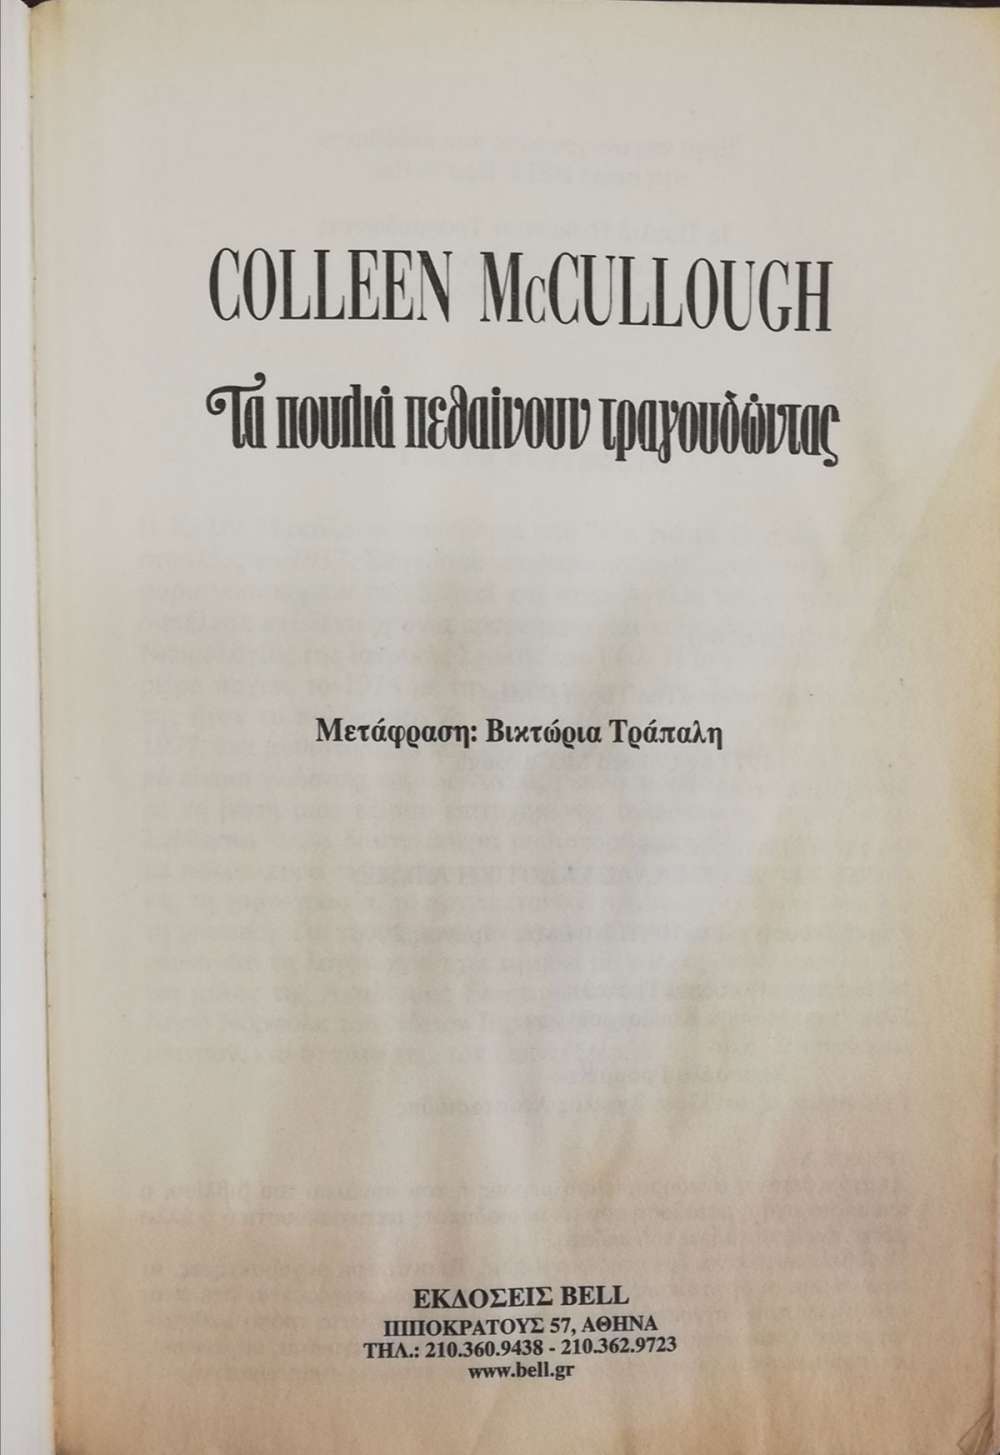 COLLEEN McCULLOUGH
Τα πουλιά πεθαίνουν τραγουδώντας
Μετάφραση: Βικτώρια Τράπαλη
ΕΚΔΟΣΕΙΣ BELL
ΙΠΠΟΚΡΑΤΟΥΣ 57, ΑΘΗΝΑ
ΤΗΛ.: 210.360.9438 - 210.362.9723
www.bell.gr